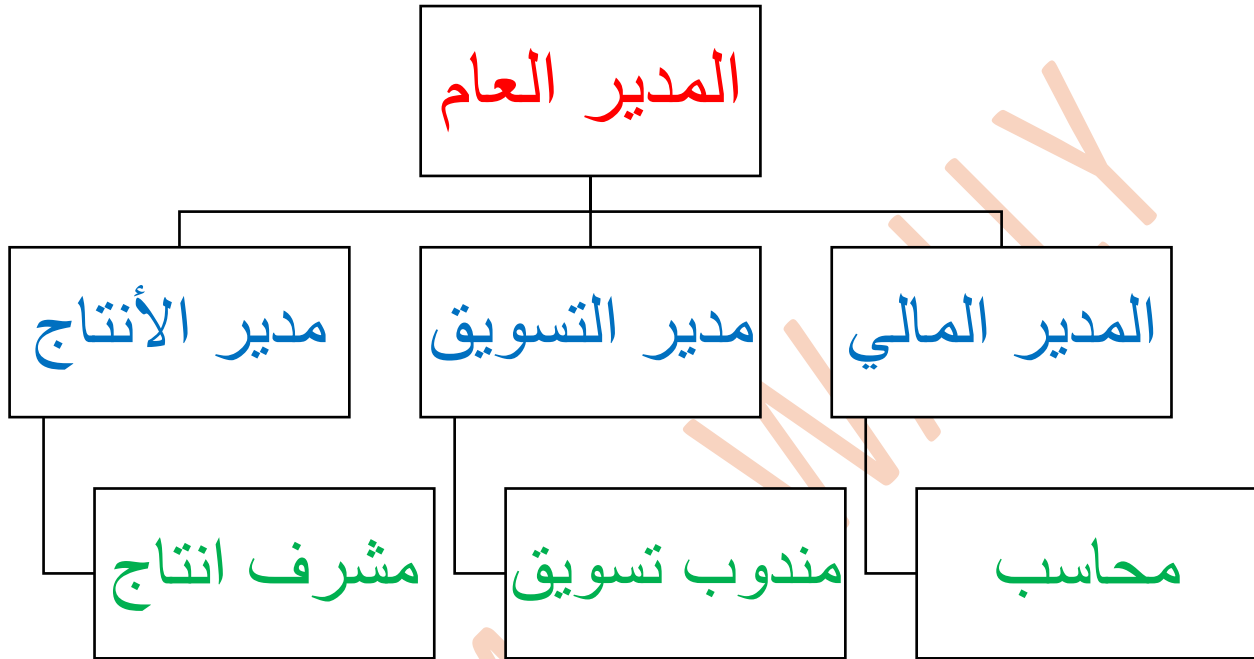 المدير العام
المدير المالي
مدير التسويق
مدير الأنتاج
محاسب
مندوب تسويق
مشرف انتاج